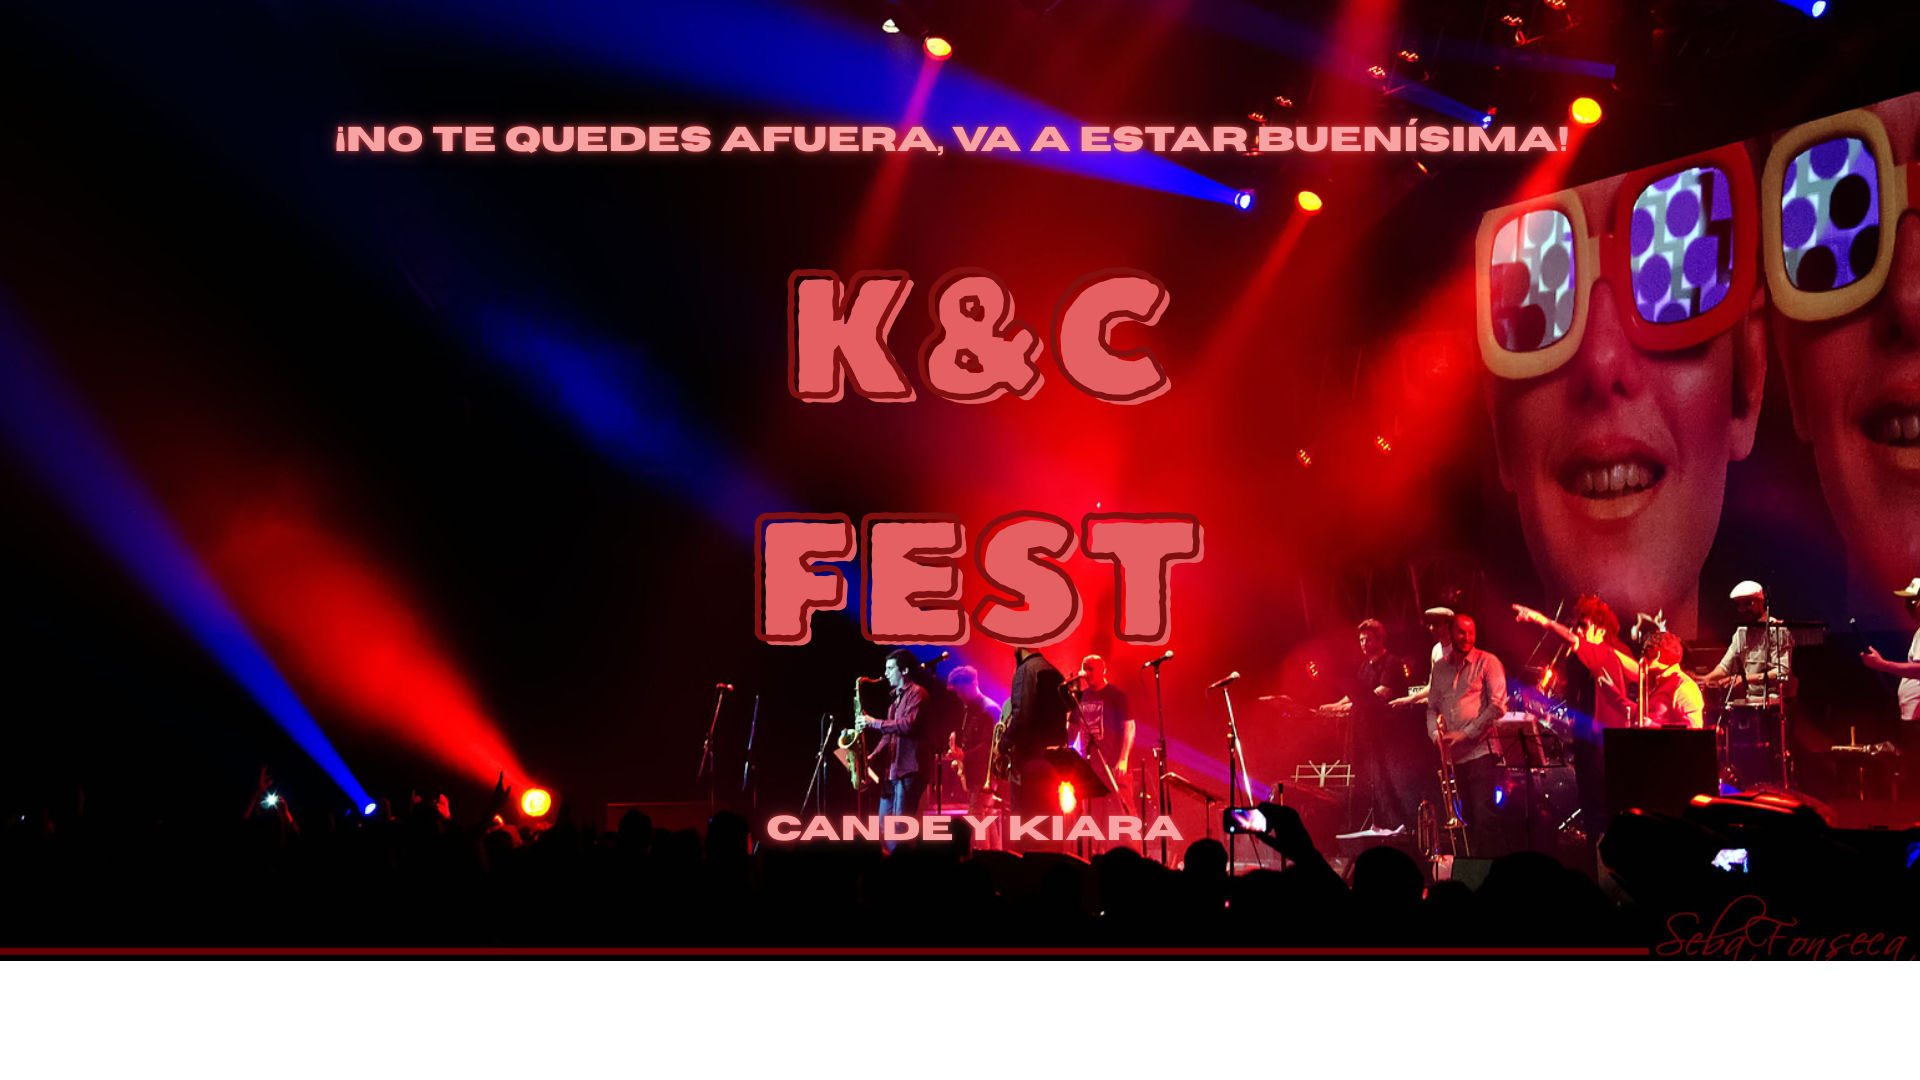 ¡NO TE QUEDES AFUERA, VA A ESTAR BUENÍSIMA!
K&C
FEST
CANDE Y KIARA
Seba Fonseca